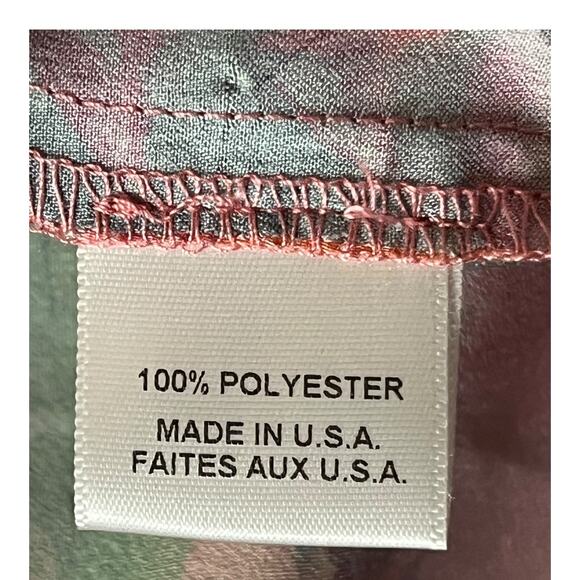 100% POLYESTER
MADE IN U.S.A.
FAITES AUX U.S.A.